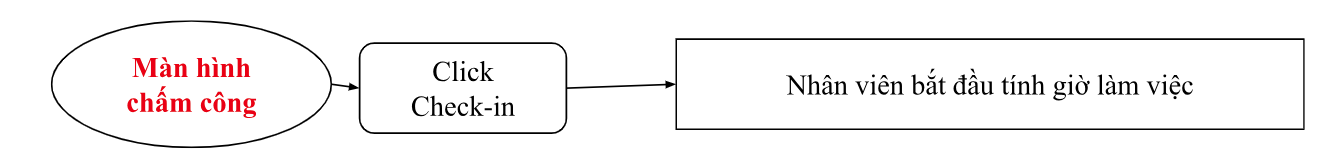 Màn hình
chấm công
Click
Check-in
Nhân viên bắt đầu tính giờ làm việc